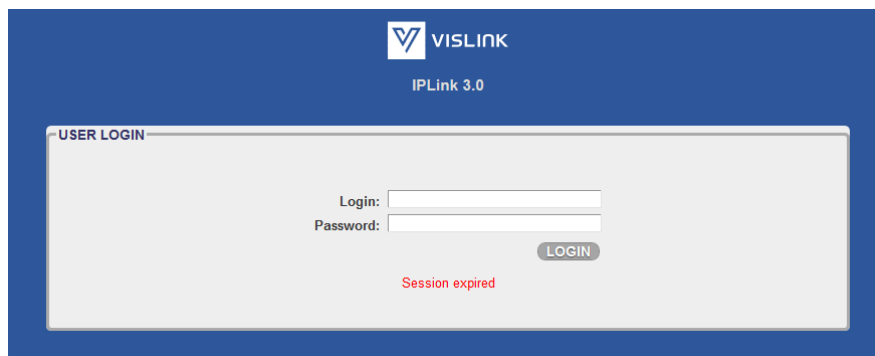 VISLINK
IPLink 3.0
USER LOGIN
Login:
Password:
LOGIN
Session expired